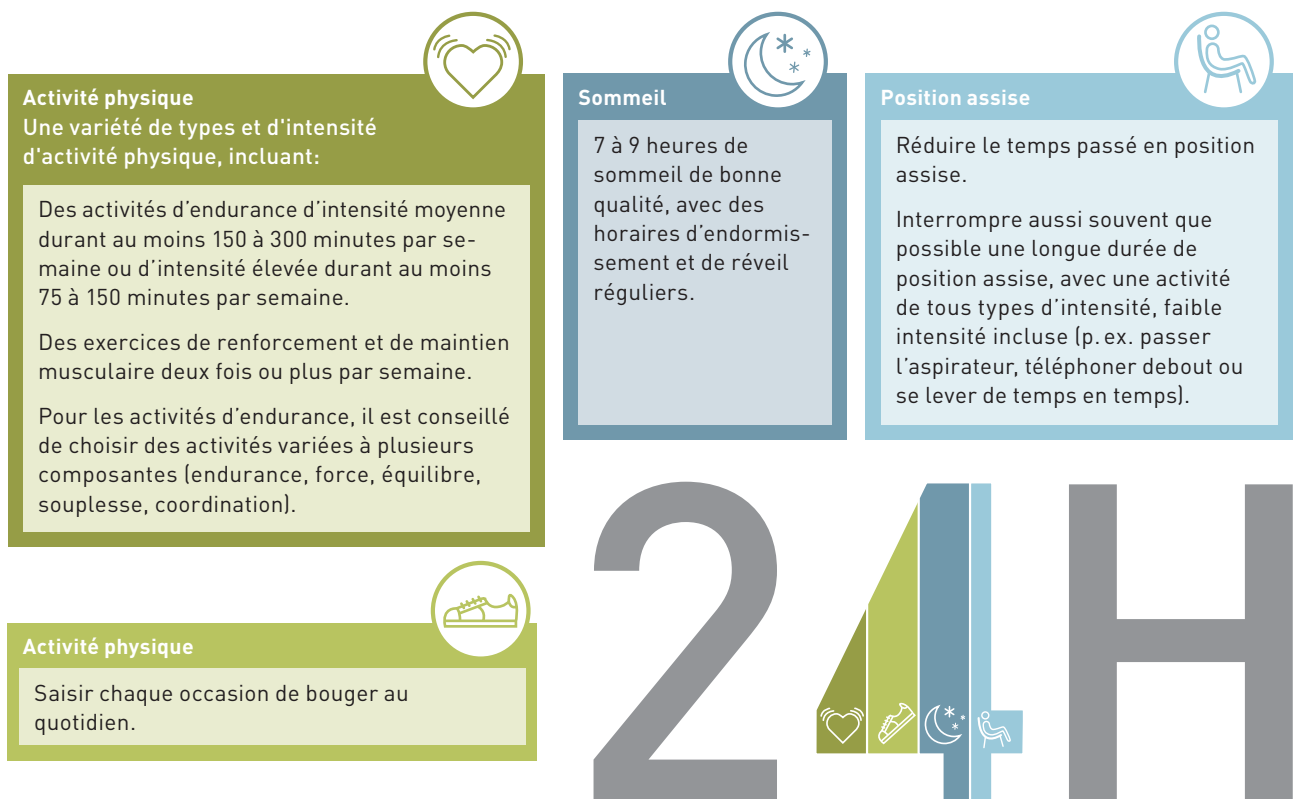 Activité physique
Une variété de types et d'intensité
d'activité physique, incluant:
Des activités d’endurance d’intensité moyenne
durant au moins 150 à 300 minutes par se-
maine ou d’intensité élevée durant au moins
75 à 150 minutes par semaine.
Des exercices de renforcement et de maintien
musculaire deux fois ou plus par semaine.
Pour les activités d’endurance, il est conseillé
de choisir des activités variées à plusieurs
composantes (endurance, force, équilibre,
souplesse, coordination).
Sommeil
7 à 9 heures de
sommeil de bonne
qualité, avec des
horaires d’endormis-
sement et de réveil
réguliers.
Position assise
Réduire le temps passé en position
assise.
Interrompre aussi souvent que
possible une longue durée de
position assise, avec une activité
de tous types d’intensité, faible
intensité incluse (p. ex. passer
l’aspirateur, téléphoner debout ou
se lever de temps en temps).
Activité physique
Saisir chaque occasion de bouger au
quotidien.
24H